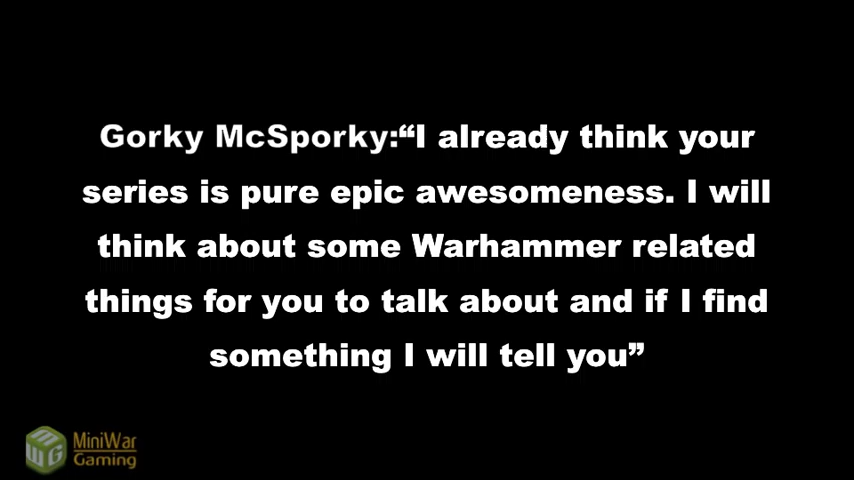 Gorky McSporky:“I already think your
series is pure epic awesomeness. I will
think about some Warhammer related
things for you to talk about and if I find
something I will tell you”
MWG
MiniWar
Gaming